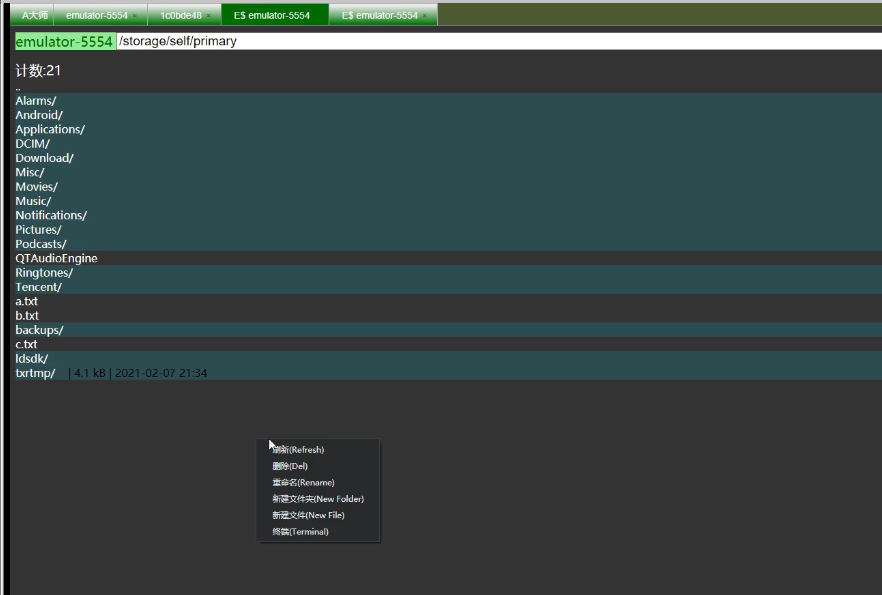 A大师 emulator-5554 × 1c0bde48 × E$ emulator-5554 E$ emulator-5554 ×
emulator-5554 /storage/self/primary
计数:21
..
Alarms/
Android/
Applications/
DCIM/
Download/
Misc/
Movies/
Music/
Notifications/
Pictures/
Podcasts/
QTAudioEngine
Ringtones/
Tencent/
a.txt
b.txt
backups/
c.txt
ldsdk/
txrtmp/ | 4.1 kB | 2021-02-07 21:34
刷新(Refresh)
删除(Del)
重命名(Rename)
新建文件夹(New Folder)
新建文件(New File)
终端(Terminal)